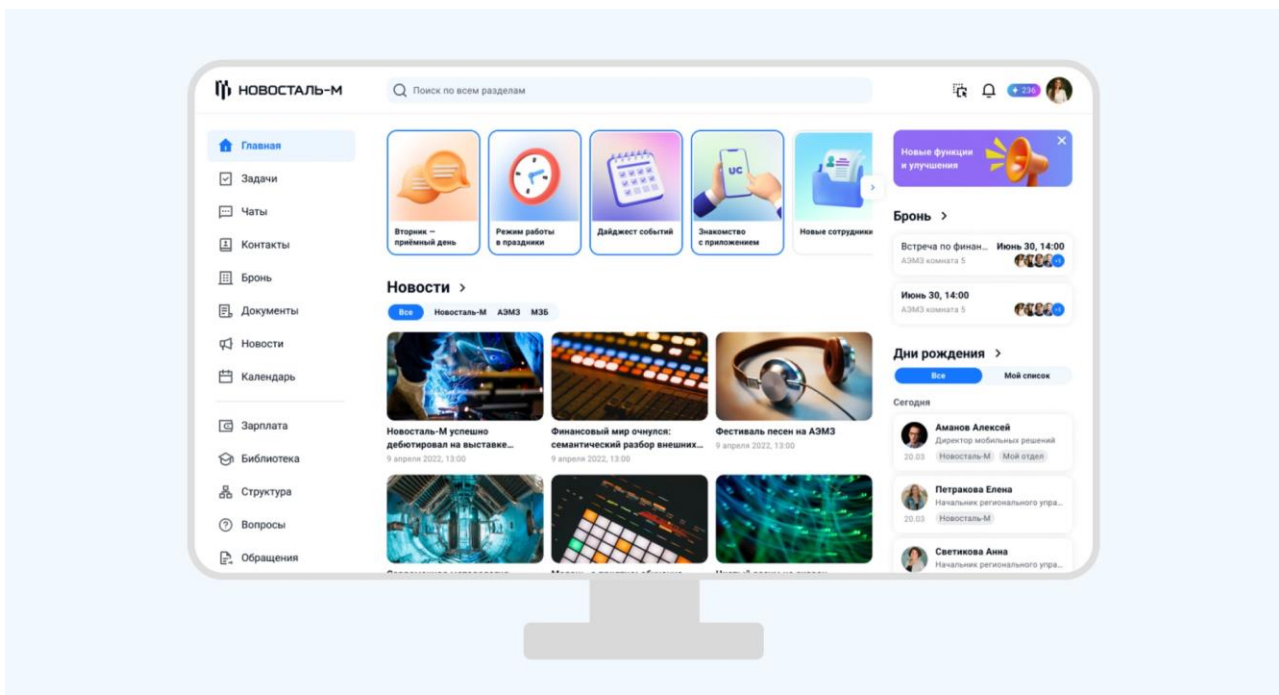 НОВОСТАЛЬ-М
Поиск по всем разделам
236
Главная
Задачи
Чаты
Контакты
Бронь
Документы
Новости
Календарь
Зарплата
Библиотека
Структура
Вопросы
Обращения
UC
Вторник —
приёмный день
Режим работы
в праздники
Дайджест событий
Знакомство
с приложением
Новые сотрудники
Новости
Все Новосталь-М АЭМЗ МЗБ
Новосталь-М успешно
дебютировал на выставке...
9 апреля 2022, 13:00
Финансовый мир очнулся:
семантический разбор внешних...
9 апреля 2022, 13:00
Фестиваль песен на АЭМЗ
9 апреля 2022, 13:00
Новые функции
и улучшения
Бронь
Встреча по финан... Июнь 30, 14:00
АЭМЗ комната 5
Июнь 30, 14:00
АЭМЗ комната 5
Дни рождения
Все Мой список
Сегодня
Аманов Алексей
Директор мобильных решений
20.03 Новосталь-М Мой отдел
Петракова Елена
Начальник регионального упра...
20.03 Новосталь-М
Светикова Анна
Начальник регионального упра...